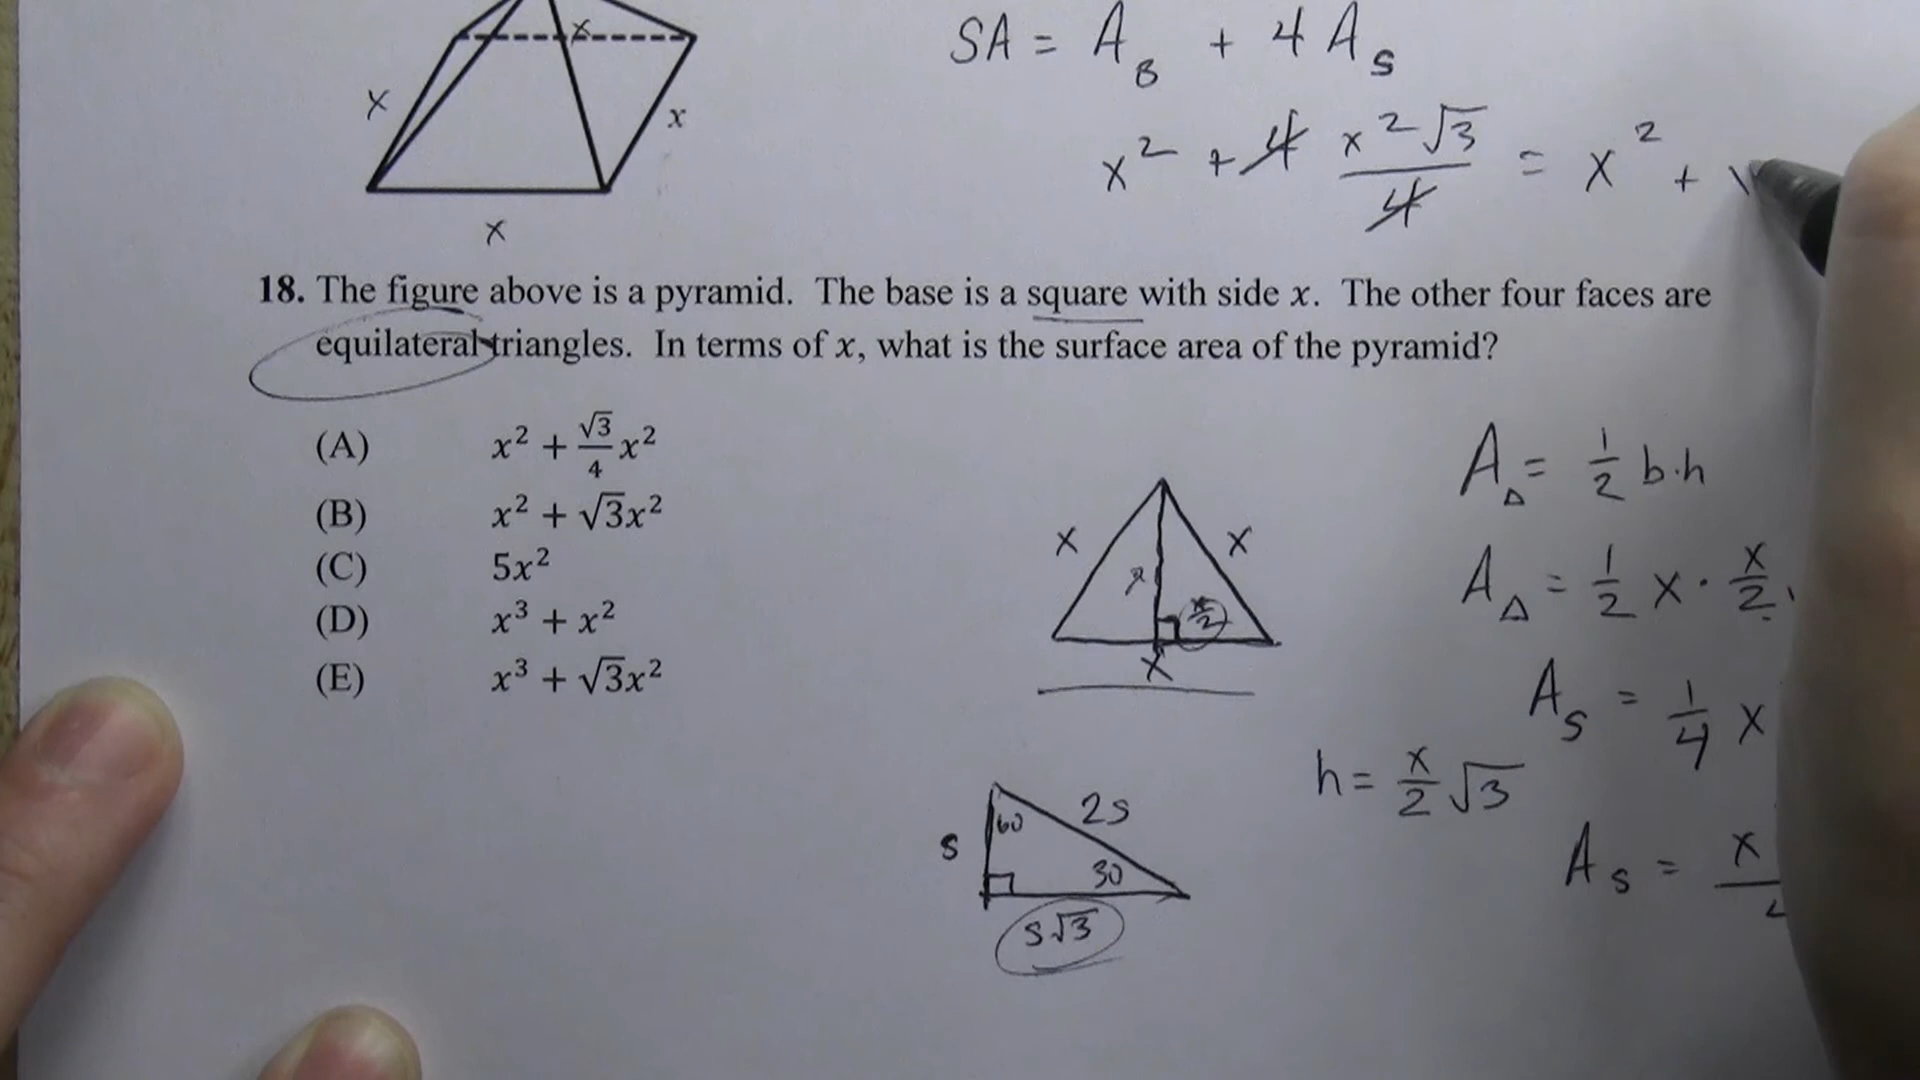 x
x
x
x
SA = A_B + 4 A_S
x² + 4 x²√3/4 = x² +
18. The figure above is a pyramid. The base is a square with side x. The other four faces are
equilateral triangles. In terms of x, what is the surface area of the pyramid?
(A) x² + √3/4 x²
(B) x² + √3x²
(C) 5x²
(D) x³ + x²
(E) x³ + √3x²
x
x
x/2
x
A_Δ = 1/2 b·h
A_Δ = 1/2 x · x/2 ·
A_S = 1/4 x
h = x/2 √3
A_S = x
60
2s
s
30
s√3